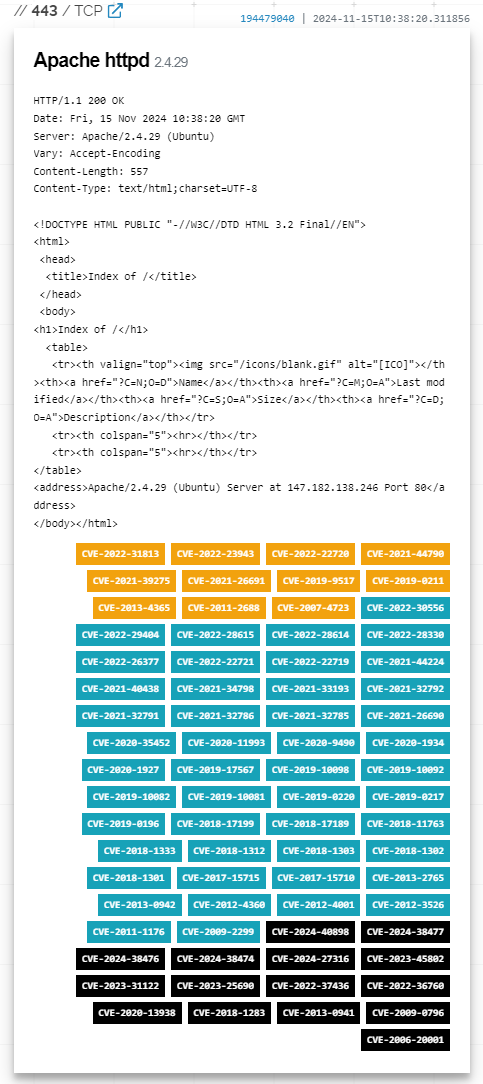 // 443 / TCP
194479040 | 2024-11-15T10:38:20.311856
Apache httpd 2.4.29
HTTP/1.1 200 OK
Date: Fri, 15 Nov 2024 10:38:20 GMT
Server: Apache/2.4.29 (Ubuntu)
Vary: Accept-Encoding
Content-Length: 557
Content-Type: text/html;charset=UTF-8
<!DOCTYPE HTML PUBLIC "-//W3C//DTD HTML 3.2 Final//EN">
<html>
<head>
<title>Index of /</title>
</head>
<body>
<h1>Index of /</h1>
<table>
<tr><th valign="top"><img src="/icons/blank.gif" alt="[ICO]"></th
><th><a href="?C=N;O=D">Name</a></th><th><a href="?C=M;O=A">Last mod
ified</a></th><th><a href="?C=S;O=A">Size</a></th><th><a href="?C=D;
O=A">Description</a></th></tr>
<tr><th colspan="5"><hr></th></tr>
<tr><th colspan="5"><hr></th></tr>
</table>
<address>Apache/2.4.29 (Ubuntu) Server at 147.182.138.246 Port 80</a
ddress>
</body></html>
CVE-2022-31813 CVE-2022-23943 CVE-2022-22720 CVE-2021-44790
CVE-2021-39275 CVE-2021-26691 CVE-2019-9517 CVE-2019-0211
CVE-2013-4365 CVE-2011-2688 CVE-2007-4723 CVE-2022-30556
CVE-2022-29404 CVE-2022-28615 CVE-2022-28614 CVE-2022-28330
CVE-2022-26377 CVE-2022-22721 CVE-2022-22719 CVE-2021-44224
CVE-2021-40438 CVE-2021-34798 CVE-2021-33193 CVE-2021-32792
CVE-2021-32791 CVE-2021-32786 CVE-2021-32785 CVE-2021-26690
CVE-2020-35452 CVE-2020-11993 CVE-2020-9490 CVE-2020-1934
CVE-2020-1927 CVE-2019-17567 CVE-2019-10098 CVE-2019-10092
CVE-2019-10082 CVE-2019-10081 CVE-2019-0220 CVE-2019-0217
CVE-2019-0196 CVE-2018-17199 CVE-2018-17189 CVE-2018-11763
CVE-2018-1333 CVE-2018-1312 CVE-2018-1303 CVE-2018-1302
CVE-2018-1301 CVE-2017-15715 CVE-2017-15710 CVE-2013-2765
CVE-2013-0942 CVE-2012-4360 CVE-2012-4001 CVE-2012-3526
CVE-2011-1176 CVE-2009-2299 CVE-2024-40898 CVE-2024-38477
CVE-2024-38476 CVE-2024-38474 CVE-2024-27316 CVE-2023-45802
CVE-2023-31122 CVE-2023-25690 CVE-2022-37436 CVE-2022-36760
CVE-2020-13938 CVE-2018-1283 CVE-2013-0941 CVE-2009-0796
CVE-2006-20001